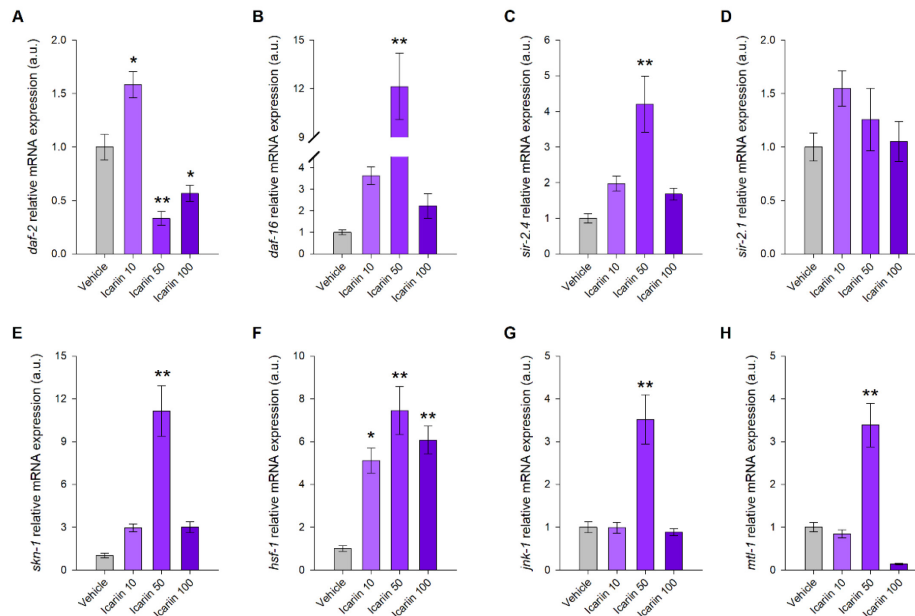 A
daf-2 relative mRNA expression (a.u.)
2.0
1.5
1.0
0.5
0.0
*
**
*
Vehicle
Icariin 10
Icariin 50
Icariin 100
B
daf-16 relative mRNA expression (a.u.)
15
12
9
4
3
2
1
0
**
Vehicle
Icariin 10
Icariin 50
Icariin 100
C
sir-2.4 relative mRNA expression (a.u.)
6
5
4
3
2
1
0
**
Vehicle
Icariin 10
Icariin 50
Icariin 100
D
sir-2.1 relative mRNA expression (a.u.)
2.0
1.5
1.0
0.5
0.0
Vehicle
Icariin 10
Icariin 50
Icariin 100
E
skn-1 relative mRNA expression (a.u.)
15
12
9
6
3
0
**
Vehicle
Icariin 10
Icariin 50
Icariin 100
F
hsf-1 relative mRNA expression (a.u.)
10
8
6
4
2
0
*
**
**
Vehicle
Icariin 10
Icariin 50
Icariin 100
G
jnk-1 relative mRNA expression (a.u.)
5
4
3
2
1
0
**
Vehicle
Icariin 10
Icariin 50
Icariin 100
H
mtl-1 relative mRNA expression (a.u.)
5
4
3
2
1
0
**
Vehicle
Icariin 10
Icariin 50
Icariin 100